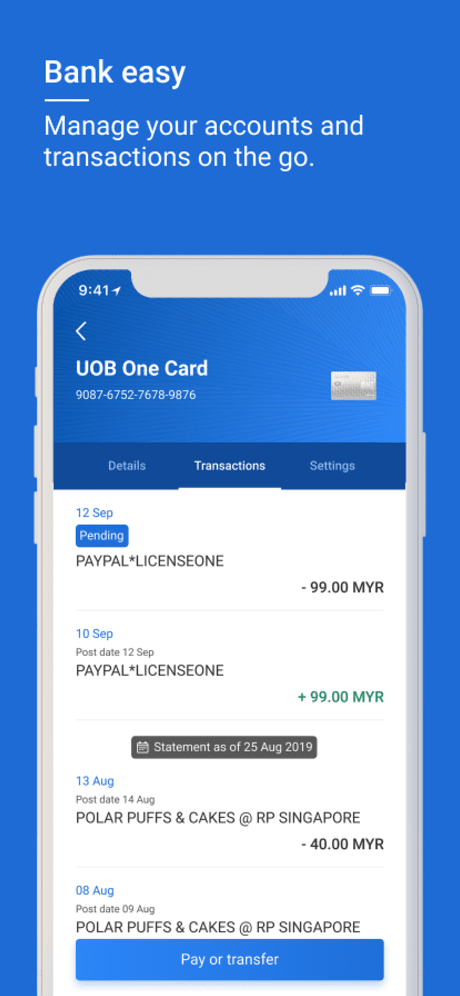 Bank easy
Manage your accounts and
transactions on the go.
9:41
UOB One Card
9087-6752-7678-9876
Details Transactions Settings
12 Sep
Pending
PAYPAL*LICENSEONE
- 99.00 MYR
10 Sep
Post date 12 Sep
PAYPAL*LICENSEONE
+ 99.00 MYR
Statement as of 25 Aug 2019
13 Aug
Post date 14 Aug
POLAR PUFFS & CAKES @ RP SINGAPORE
- 40.00 MYR
08 Aug
Post date 09 Aug
POLAR PUFFS & CAKES @ RP SINGAPORE
Pay or transfer